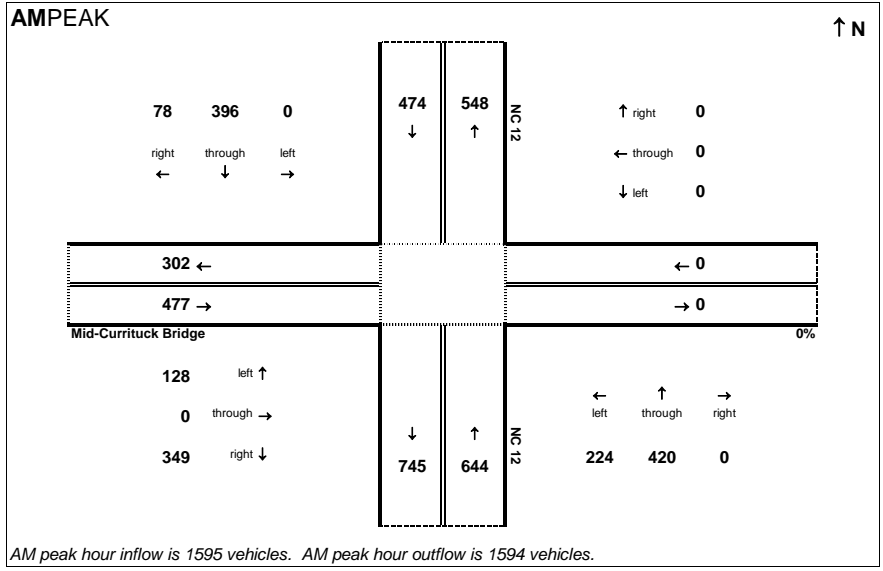 AMPEAK
↑ N
78 396 0
right through left
← ↓ →
474 548
↓ ↑
NC 12
↑ right 0
← through 0
↓ left 0
302 ←
477 →
← 0
→ 0
Mid-Currituck Bridge
0%
128 left ↑
0 through →
349 right ↓
↓ ↑
745 644
NC 12
← ↑ →
left through right
224 420 0
AM peak hour inflow is 1595 vehicles. AM peak hour outflow is 1594 vehicles.